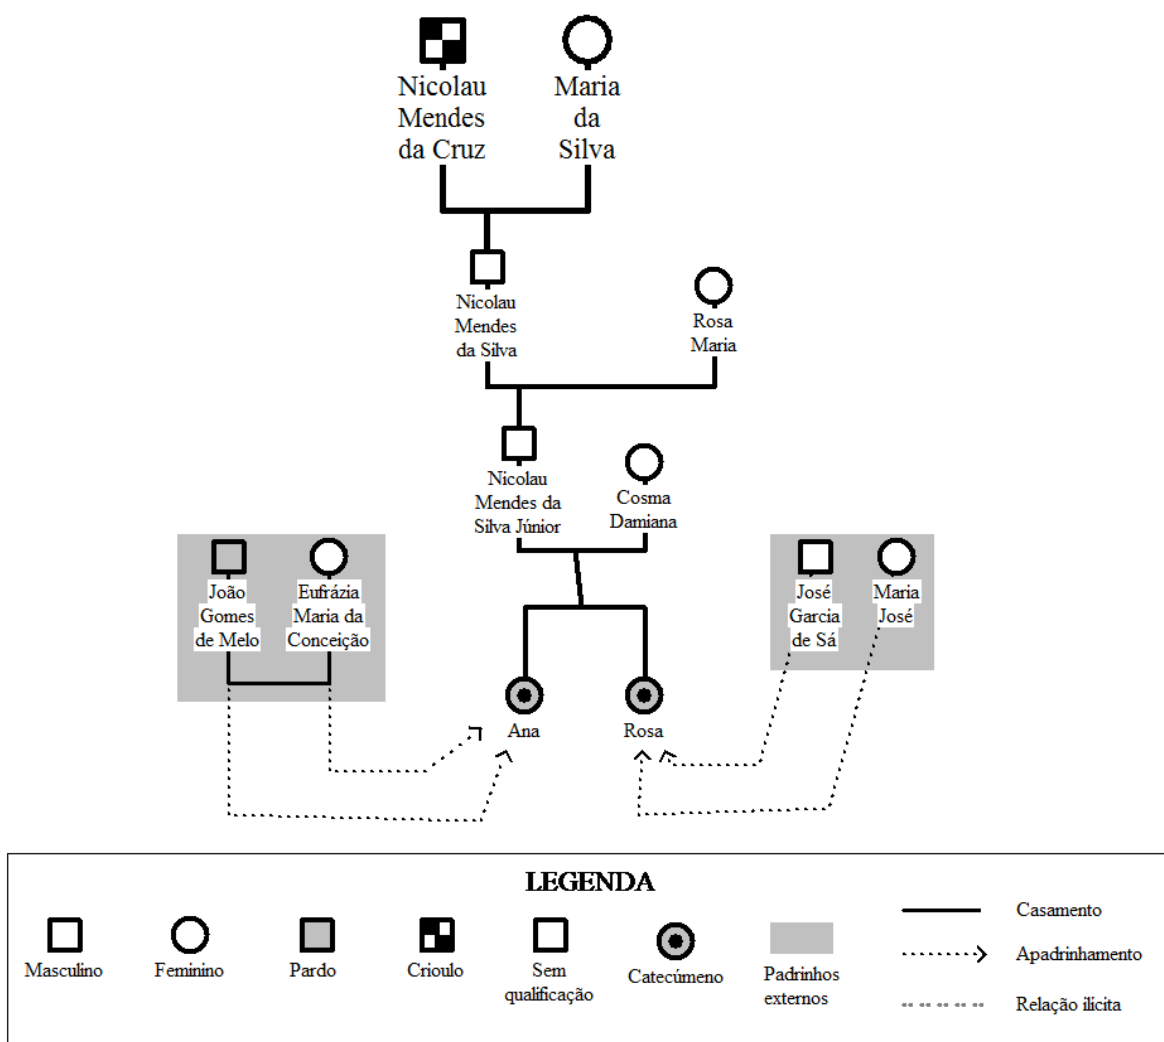 Nicolau
Mendes
da Cruz
Maria
da
Silva
Nicolau
Mendes
da Silva
Rosa
Maria
Nicolau
Mendes da
Silva Júnior
Cosma
Damiana
João
Gomes
de Melo
Eufrázia
Maria da
Conceição
José
Garcia
de Sá
Maria
José
Ana
Rosa
LEGENDA
Masculino
Feminino
Pardo
Crioulo
Sem
qualificação
Catecúmeno
Padrinhos
externos
Casamento
Apadrinhamento
Relação ilícita